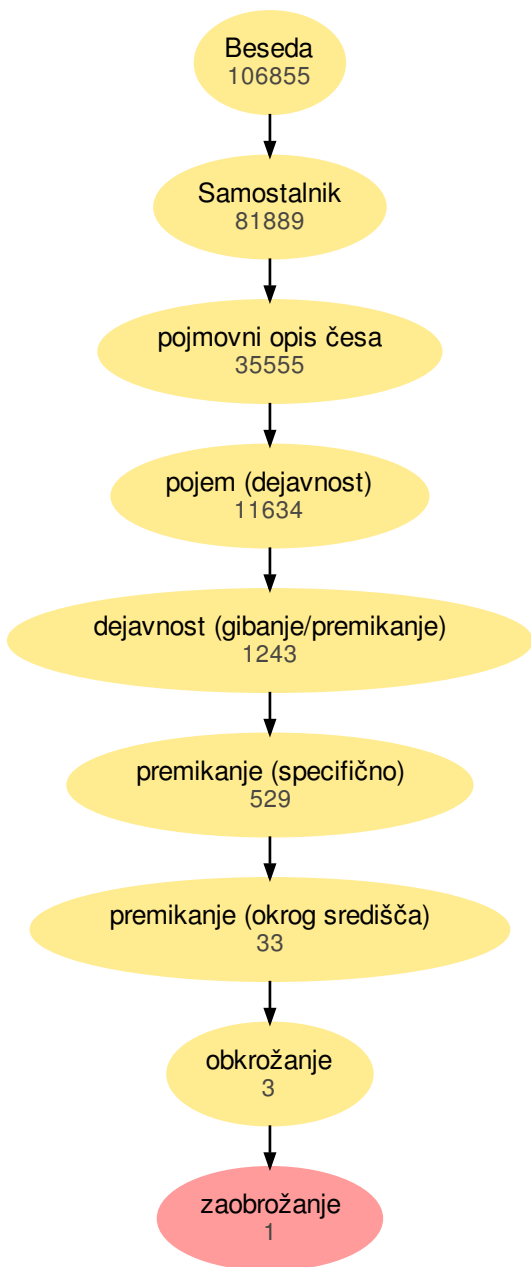 Beseda
106855
Samostalnik
81889
pojmovni opis česa
35555
pojem (dejavnost)
11634
dejavnost (gibanje/premikanje)
1243
premikanje (specifično)
529
premikanje (okrog središča)
33
obkrožanje
3
zaobrožanje
1